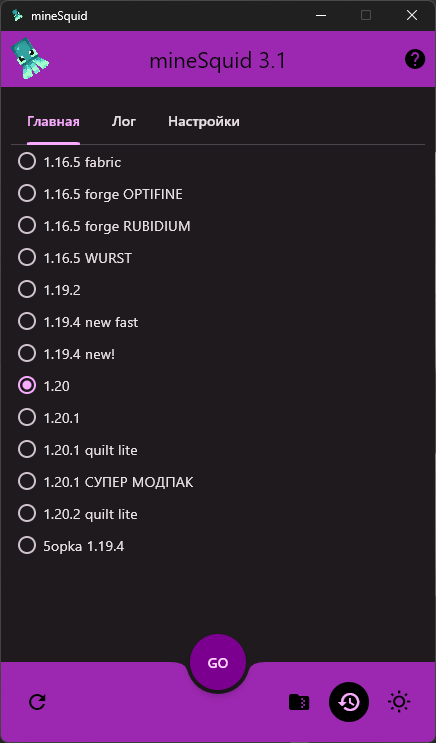 mineSquid
mineSquid 3.1
Главная Лог Настройки
1.16.5 fabric
1.16.5 forge OPTIFINE
1.16.5 forge RUBIDIUM
1.16.5 WURST
1.19.2
1.19.4 new fast
1.19.4 new!
1.20
1.20.1
1.20.1 quilt lite
1.20.1 СУПЕР МОДПАК
1.20.2 quilt lite
5opka 1.19.4
GO